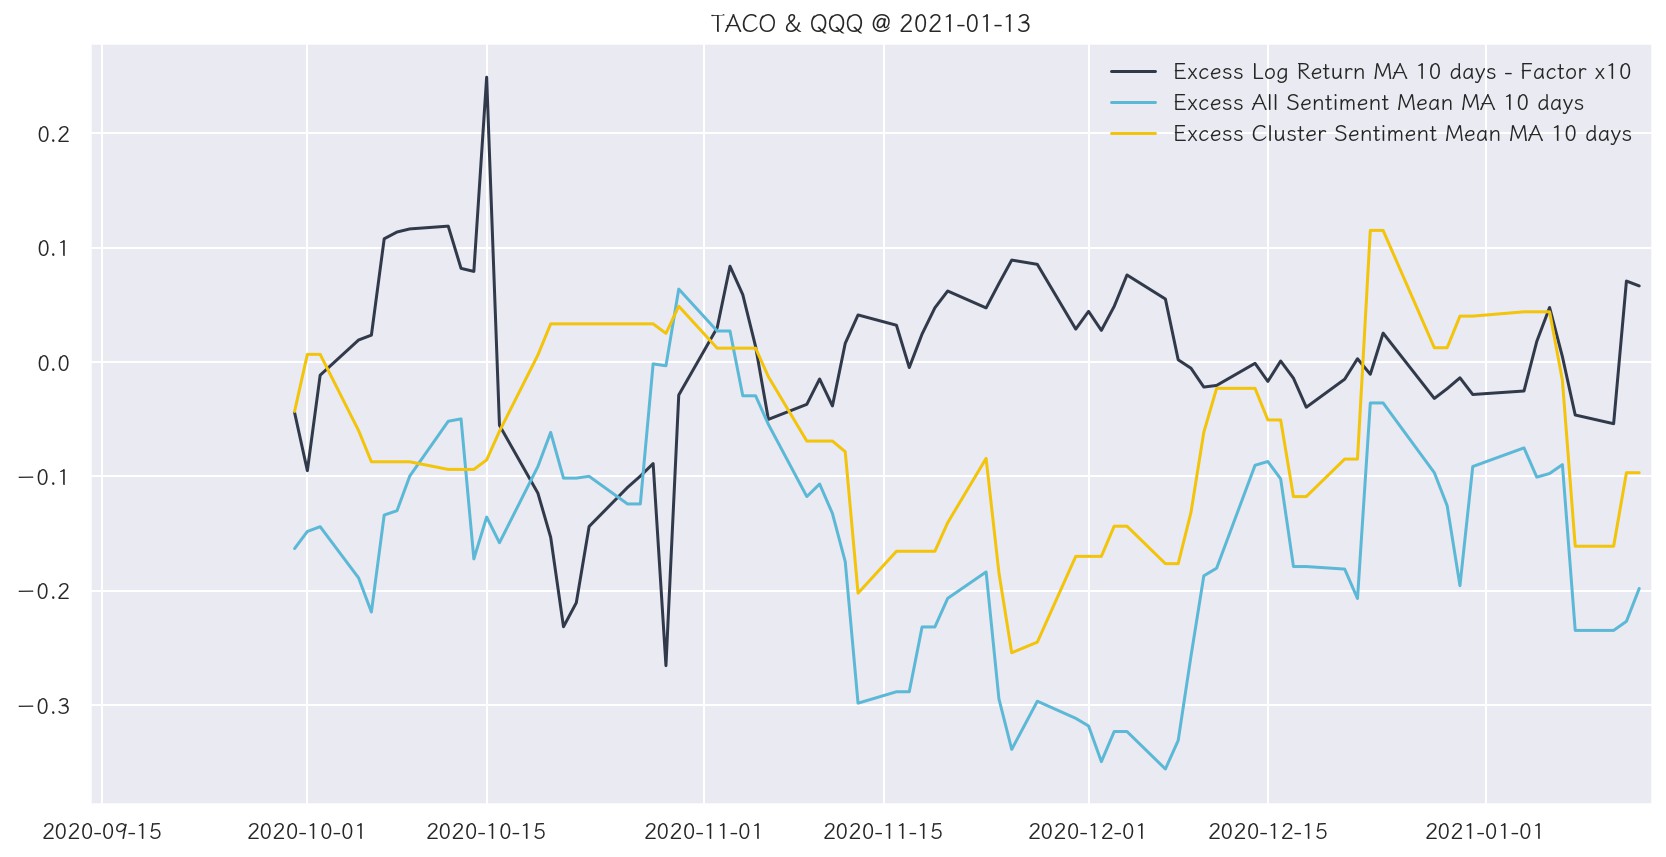 TACO & QQQ @ 2021-01-13
Excess Log Return MA 10 days - Factor x10
Excess All Sentiment Mean MA 10 days
Excess Cluster Sentiment Mean MA 10 days
0.2
0.1
0.0
−0.1
−0.2
−0.3
2020-09-15 2020-10-01 2020-10-15 2020-11-01 2020-11-15 2020-12-01 2020-12-15 2021-01-01